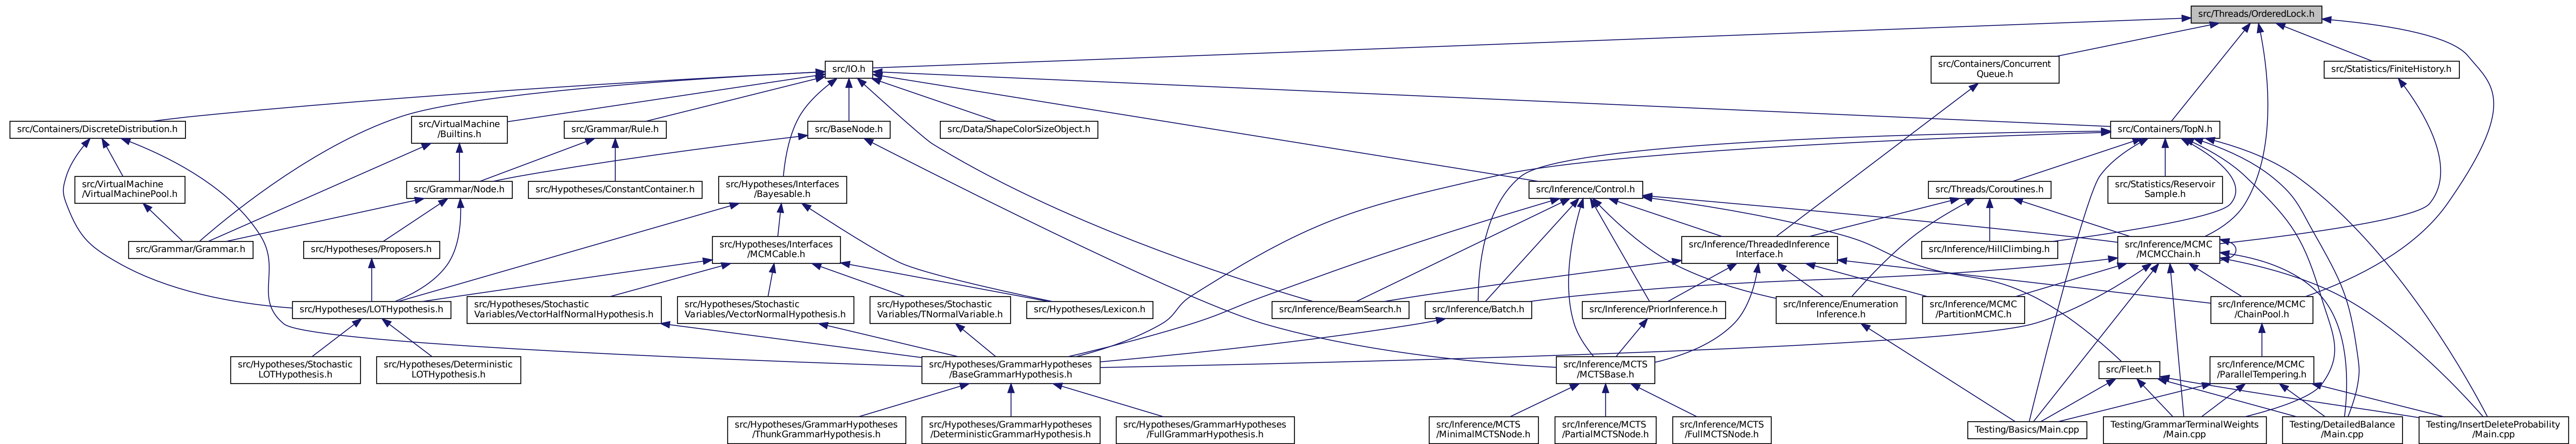 src/Threads/OrderedLock.h
src/IO.h
src/Containers/Concurrent
Queue.h
src/Statistics/FiniteHistory.h
src/Containers/DiscreteDistribution.h
src/VirtualMachine
/Builtins.h
src/Grammar/Rule.h
src/BaseNode.h
src/Data/ShapeColorSizeObject.h
src/Containers/TopN.h
src/VirtualMachine
/VirtualMachinePool.h
src/Grammar/Node.h
src/Hypotheses/ConstantContainer.h
src/Hypotheses/Interfaces
/Bayesable.h
src/Inference/Control.h
src/Threads/Coroutines.h
src/Statistics/Reservoir
Sample.h
src/Grammar/Grammar.h
src/Hypotheses/Proposers.h
src/Hypotheses/Interfaces
/MCMCable.h
src/Inference/ThreadedInference
Interface.h
src/Inference/HillClimbing.h
src/Inference/MCMC
/MCMCChain.h
src/Hypotheses/LOTHypothesis.h
src/Hypotheses/Stochastic
Variables/VectorHalfNormalHypothesis.h
src/Hypotheses/Stochastic
Variables/VectorNormalHypothesis.h
src/Hypotheses/Stochastic
Variables/TNormalVariable.h
src/Hypotheses/Lexicon.h
src/Inference/BeamSearch.h
src/Inference/Batch.h
src/Inference/PriorInference.h
src/Inference/Enumeration
Inference.h
src/Inference/MCMC
/PartitionMCMC.h
src/Inference/MCMC
/ChainPool.h
src/Hypotheses/Stochastic
LOTHypothesis.h
src/Hypotheses/Deterministic
LOTHypothesis.h
src/Hypotheses/GrammarHypotheses
/BaseGrammarHypothesis.h
src/Inference/MCTS
/MCTSBase.h
src/Fleet.h
src/Inference/MCMC
/ParallelTempering.h
src/Hypotheses/GrammarHypotheses
/ThunkGrammarHypothesis.h
src/Hypotheses/GrammarHypotheses
/DeterministicGrammarHypothesis.h
src/Hypotheses/GrammarHypotheses
/FullGrammarHypothesis.h
src/Inference/MCTS
/MinimalMCTSNode.h
src/Inference/MCTS
/PartialMCTSNode.h
src/Inference/MCTS
/FullMCTSNode.h
Testing/Basics/Main.cpp
Testing/GrammarTerminalWeights
/Main.cpp
Testing/DetailedBalance
/Main.cpp
Testing/InsertDeleteProbability
/Main.cpp